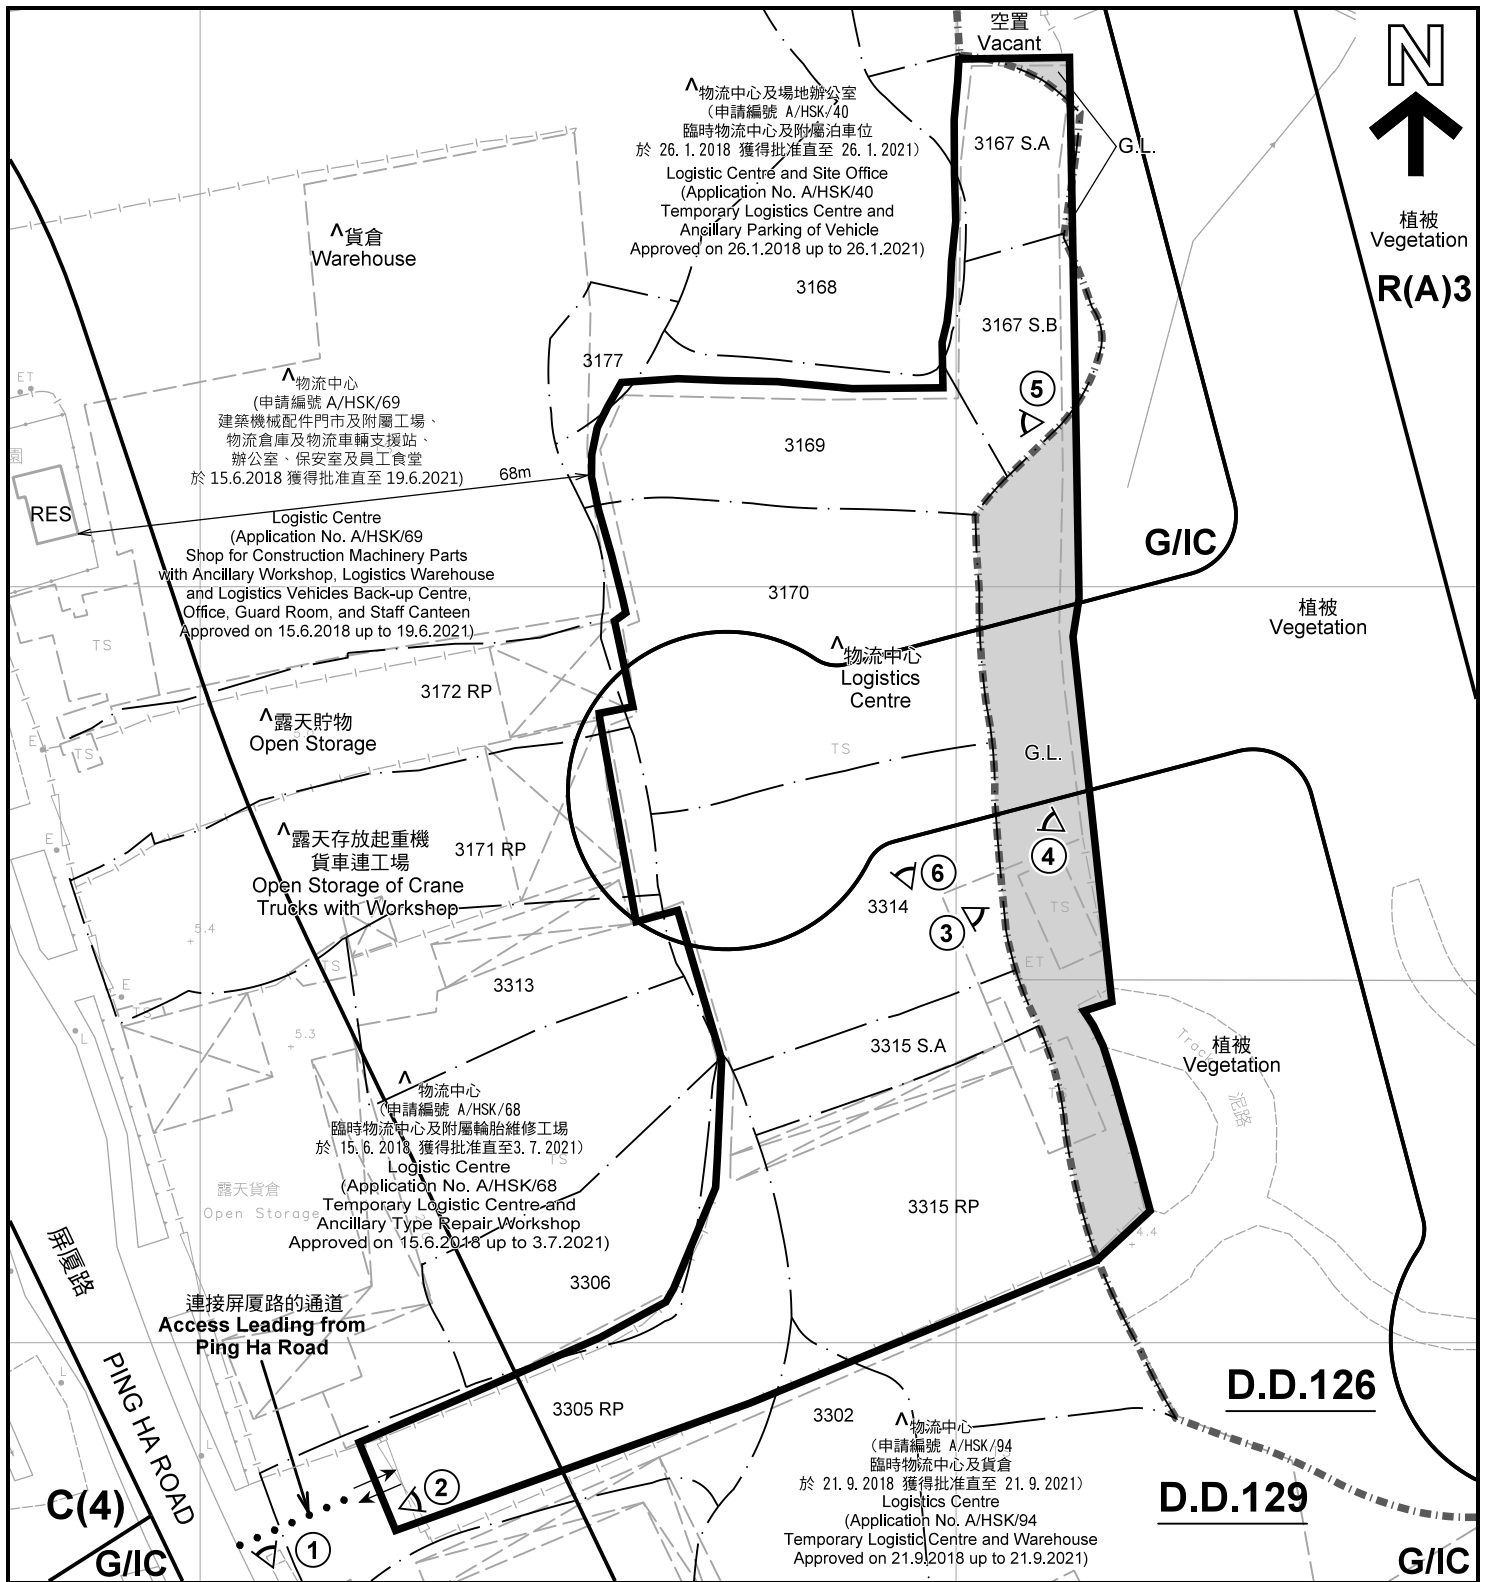 空置
Vacant
N
^物流中心及場地辦公室
(申請編號 A/HSK/40
臨時物流中心及附屬泊車位
於 26.1.2018 獲得批准直至 26.1.2021)
Logistic Centre and Site Office
(Application No. A/HSK/40
Temporary Logistics Centre and
Ancillary Parking of Vehicle
Approved on 26.1.2018 up to 26.1.2021)
3167 S.A
G.L.
植被
Vegetation
R(A)3
^貨倉
Warehouse
3168
3167 S.B
3177
ET
^物流中心
(申請編號 A/HSK/69
建築機械配件門市及附屬工場、
物流倉庫及物流車輛支援站、
辦公室、保安室及員工食堂
於 15.6.2018 獲得批准直至 19.6.2021)
⑤
3169
園
68m
RES
Logistic Centre
(Application No. A/HSK/69
Shop for Construction Machinery Parts
with Ancillary Workshop, Logistics Warehouse
and Logistics Vehicles Back-up Centre,
Office, Guard Room, and Staff Canteen
Approved on 15.6.2018 up to 19.6.2021)
G/IC
3170
植被
Vegetation
TS
^物流中心
Logistics
Centre
3172 RP
^露天貯物
Open Storage
E
TS
TS
G.L.
^露天存放起重機
貨車連工場
Open Storage of Crane
Trucks with Workshop
3171 RP
E
④
⑥
3314
③
TS
5.4
TS
ET
E
TS
3313
5.3
L
3315 S.A
Track
植被
Vegetation
泥路
^物流中心
(申請編號 A/HSK/68
臨時物流中心及附屬輪胎維修工場
於 15.6.2018 獲得批准直至3.7.2021)
TS
Logistic Centre
(Application No. A/HSK/68
Temporary Logistic Centre and
Ancillary Type Repair Workshop
Approved on 15.6.2018 up to 3.7.2021)
露天貨倉
Open Storage
3315 RP
4.4
屏厦路
3306
連接屏厦路的通道
Access Leading from
Ping Ha Road
PING HA ROAD
L
L
D.D.126
3305 RP
3302
^物流中心
(申請編號 A/HSK/94
臨時物流中心及貨倉
於 21.9.2018 獲得批准直至 21.9.2021)
Logistics Centre
(Application No. A/HSK/94
Temporary Logistic Centre and Warehouse
Approved on 21.9.2018 up to 21.9.2021)
D.D.129
②
C(4)
①
G/IC
G/IC